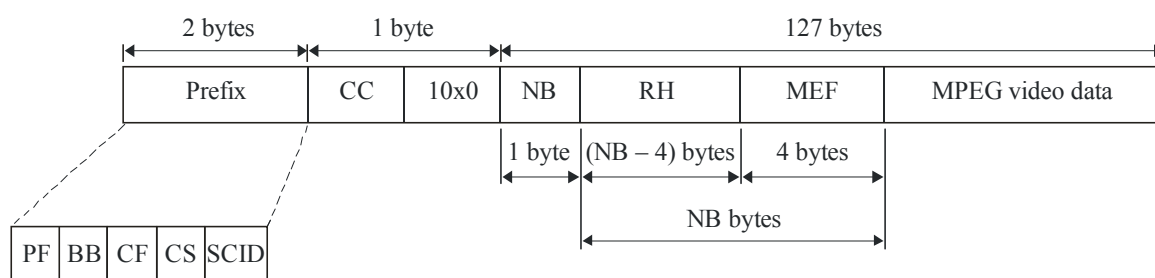 2 bytes 1 byte 127 bytes
Prefix CC 10x0 NB RH MEF MPEG video data
1 byte (NB – 4) bytes 4 bytes
NB bytes
PF BB CF CS SCID